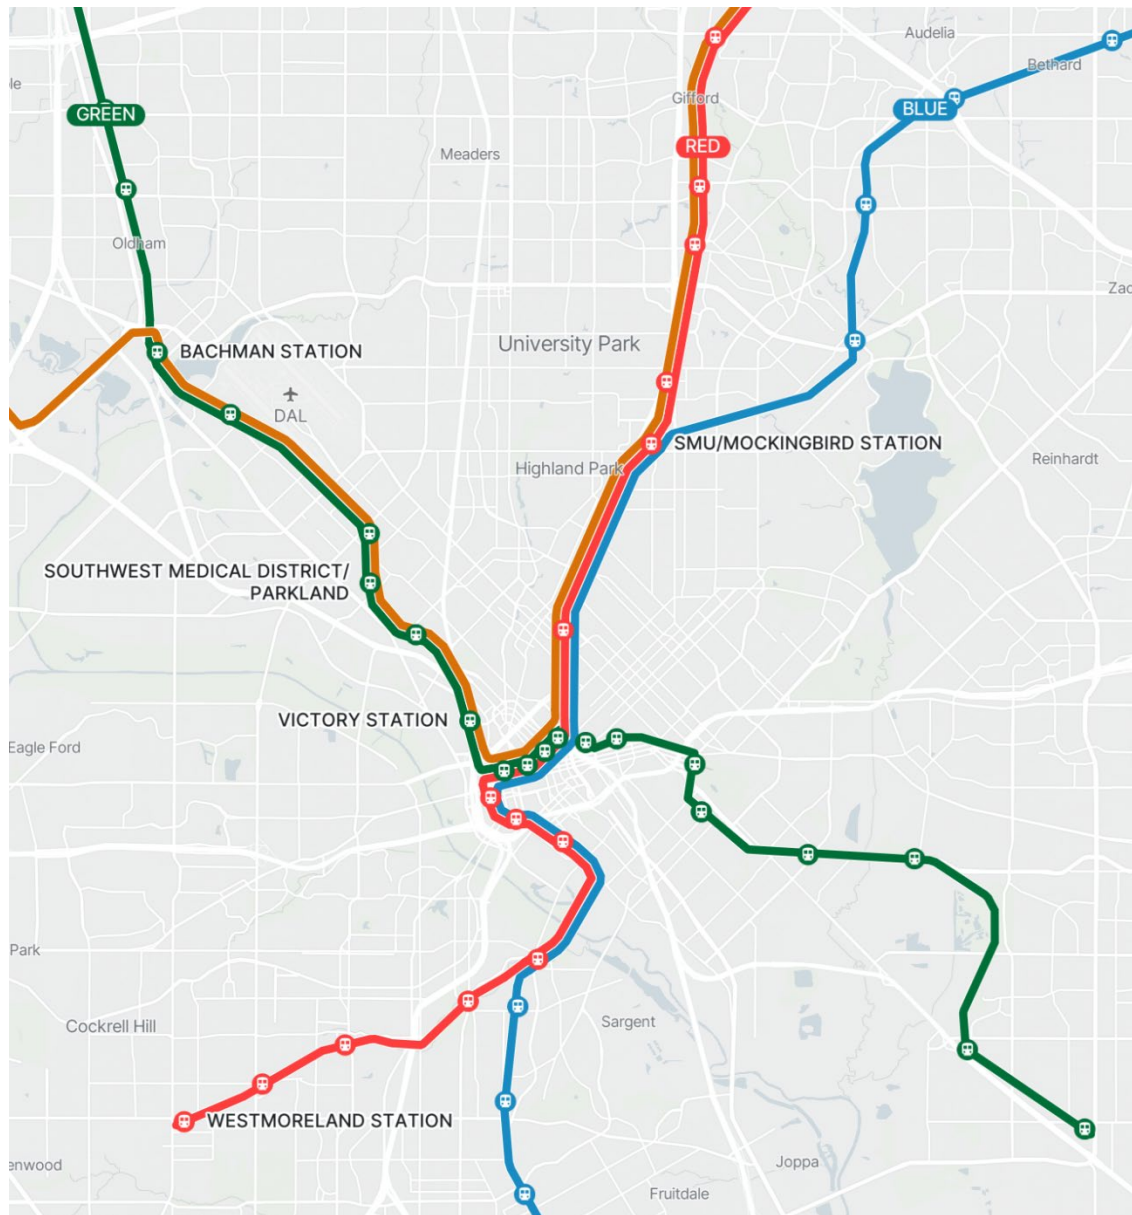 Audelia
Bethard
ple
Gifford
GREEN
BLUE
RED
Meaders
Oldham
Zac
University Park
BACHMAN STATION
DAL
SMU/MOCKINGBIRD STATION
Highland Park
Reinhardt
SOUTHWEST MEDICAL DISTRICT/
PARKLAND
VICTORY STATION
Eagle Ford
Park
Sargent
Cockrell Hill
WESTMORELAND STATION
enwood
Joppa
Fruitdale